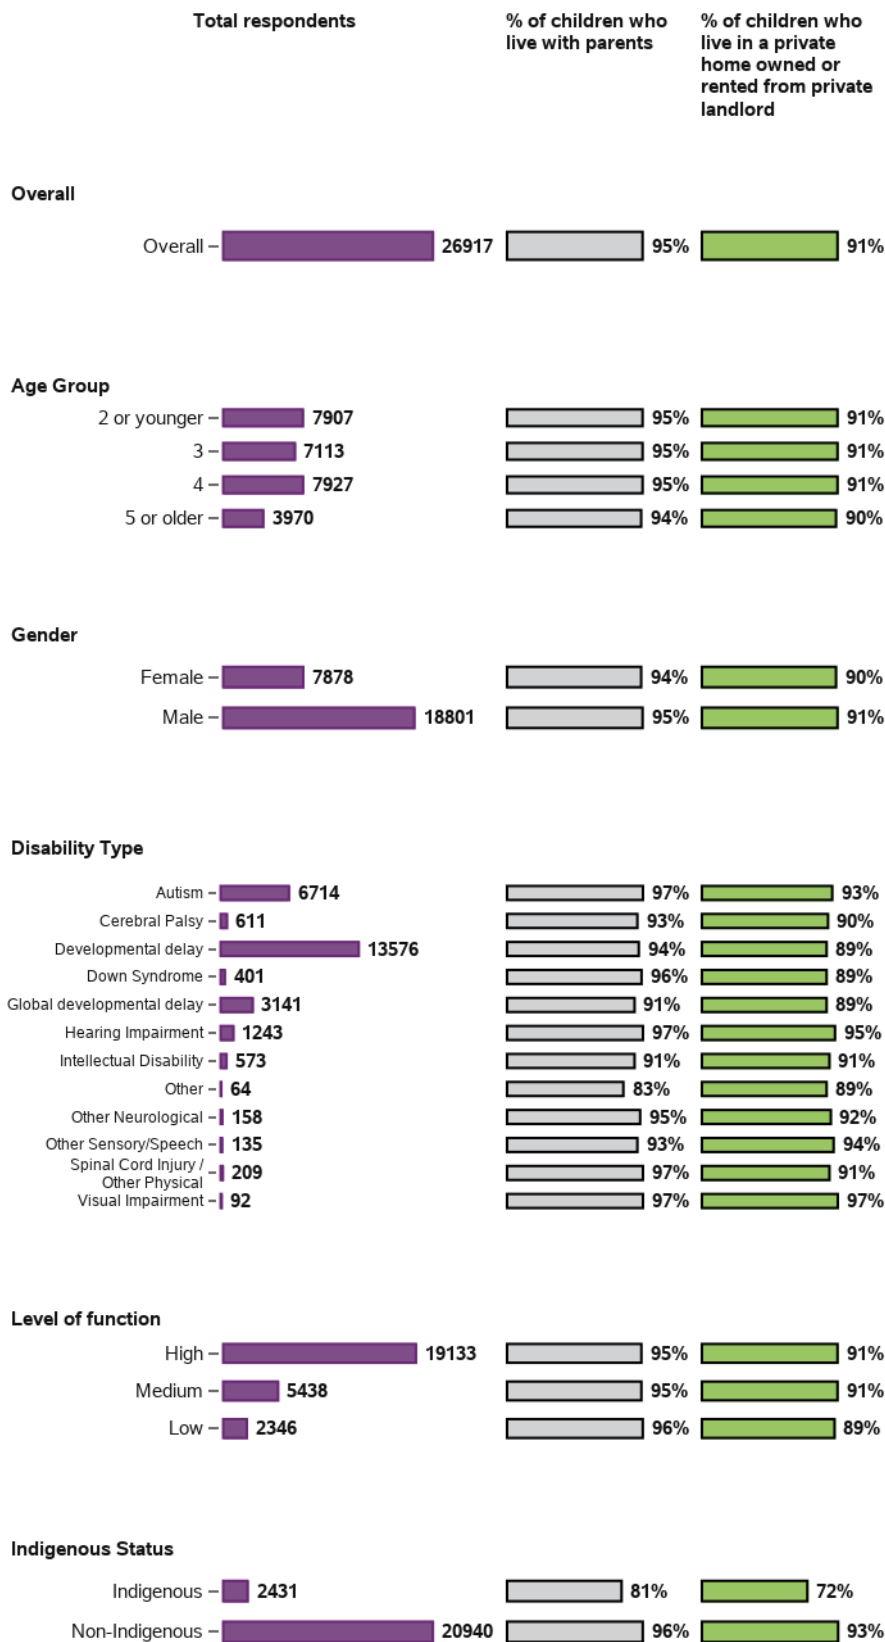 Total respondents
% of children who live with parents
% of children who live in a private home owned or rented from private landlord
Overall
Overall 26917 95% 91%
Age Group
2 or younger 7907 95% 91%
3 7113 95% 91%
4 7927 95% 91%
5 or older 3970 94% 90%
Gender
Female 7878 94% 90%
Male 18801 95% 91%
Disability Type
Autism 6714 97% 93%
Cerebral Palsy 611 93% 90%
Developmental delay 13576 94% 89%
Down Syndrome 401 96% 89%
Global developmental delay 3141 91% 89%
Hearing Impairment 1243 97% 95%
Intellectual Disability 573 91% 91%
Other 64 83% 89%
Other Neurological 158 95% 92%
Other Sensory/Speech 135 93% 94%
Spinal Cord Injury /
Other Physical 209 97% 91%
Visual Impairment 92 97% 97%
Level of function
High 19133 95% 91%
Medium 5438 95% 91%
Low 2346 96% 89%
Indigenous Status
Indigenous 2431 81% 72%
Non-Indigenous 20940 96% 93%